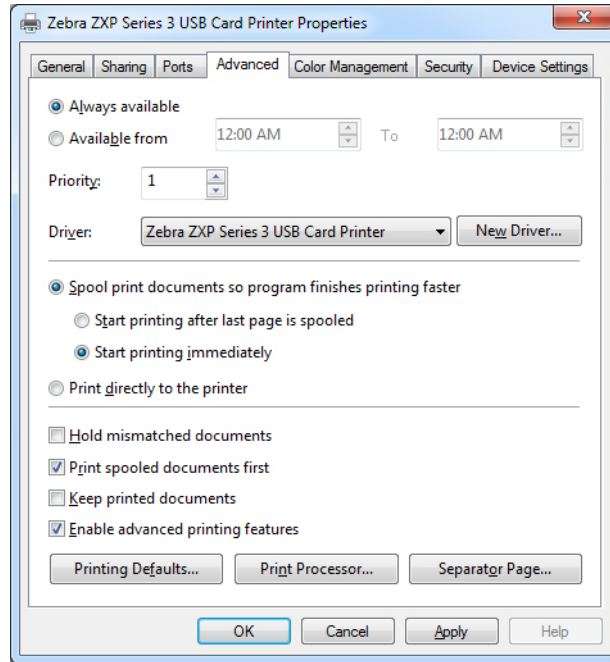 Zebra ZXP Series 3 USB Card Printer Properties
General Sharing Ports Advanced Color Management Security Device Settings
Always available
Available from 12:00 AM To 12:00 AM
Priority: 1
Driver: Zebra ZXP Series 3 USB Card Printer New Driver...
Spool print documents so program finishes printing faster
Start printing after last page is spooled
Start printing immediately
Print directly to the printer
Hold mismatched documents
Print spooled documents first
Keep printed documents
Enable advanced printing features
Printing Defaults... Print Processor... Separator Page...
OK Cancel Apply Help